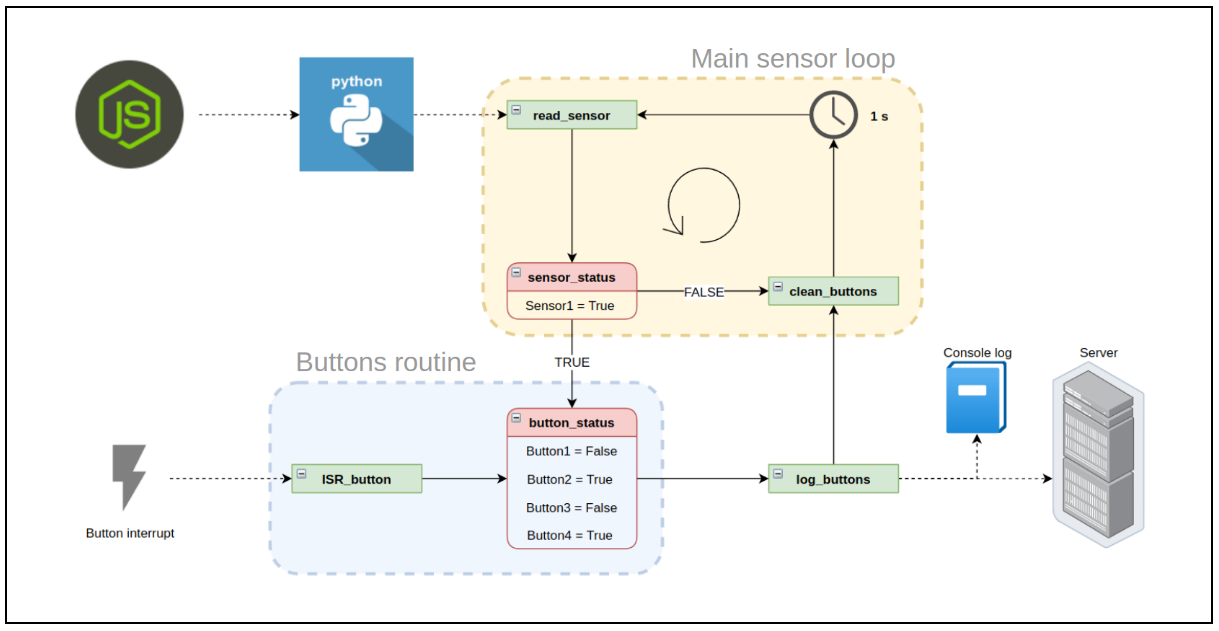 Main sensor loop
JS
python
read_sensor
1 s
sensor_status
Sensor1 = True
FALSE
clean_buttons
Buttons routine
TRUE
Console log
Server
button_status
Button1 = False
Button2 = True
Button3 = False
Button4 = True
ISR_button
log_buttons
Button interrupt